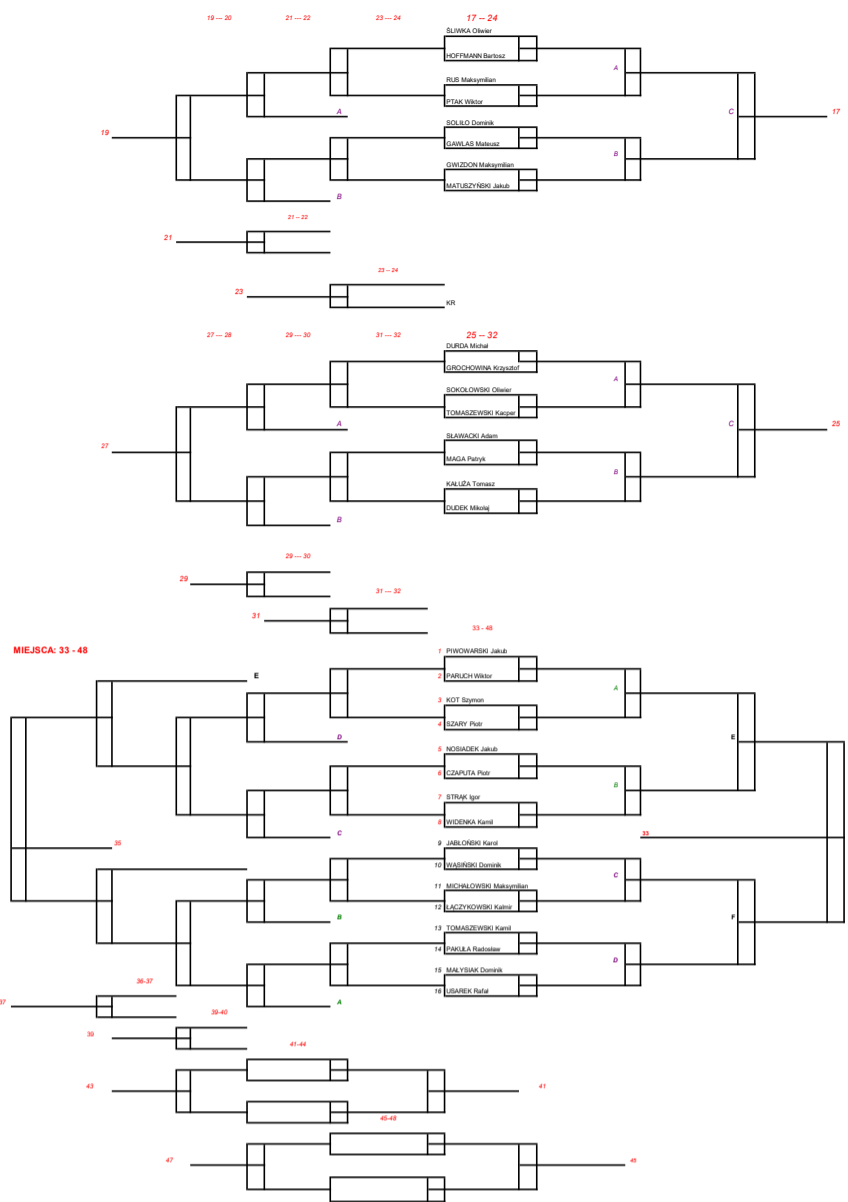 19 --- 20 21 --- 22 23 --- 24 17 -- 24
ŚLIWKA Oliwier
HOFFMANN Bartosz
A
RUS Maksymilian
PTAK Wiktor
A C 17
SOLIŁO Dominik
19
GAWLAS Mateusz
B
GWIZDON Maksymilian
MATUSZYŃSKI Jakub
B
21 -- 22
21
23 -- 24
23
KR
27 --- 28 29 --- 30 31 --- 32 25 -- 32
DURDA Michał
GROCHOWINA Krzysztof
A
SOKOŁOWSKI Oliwier
TOMASZEWSKI Kacper
A C 25
SŁAWACKI Adam
27
MAGA Patryk
B
KAŁUŻA Tomasz
DUDEK Mikołaj
B
29 --- 30
29
31 --- 32
31
33 - 48
MIEJSCA: 33 - 48
1 PIWOWARSKI Jakub
E
2 PARUCH Wiktor
A
3 KOT Szymon
4 SZARY Piotr
D E
5 NOSIADEK Jakub
6 CZAPUTA Piotr
B
7 STRĄK Igor
8 WIDENKA Kamil
C 33
35
9 JABŁOŃSKI Karol
10 WĄSIŃSKI Dominik
C
11 MICHAŁOWSKI Maksymilian
12 ŁĄCZYKOWSKI Kalmir
B F
13 TOMASZEWSKI Kamil
14 PAKUŁA Radosław
D
15 MAŁYSIAK Dominik
36-37
16 USAREK Rafał
37 A
39-40
39
41-44
43 41
45-48
47 45